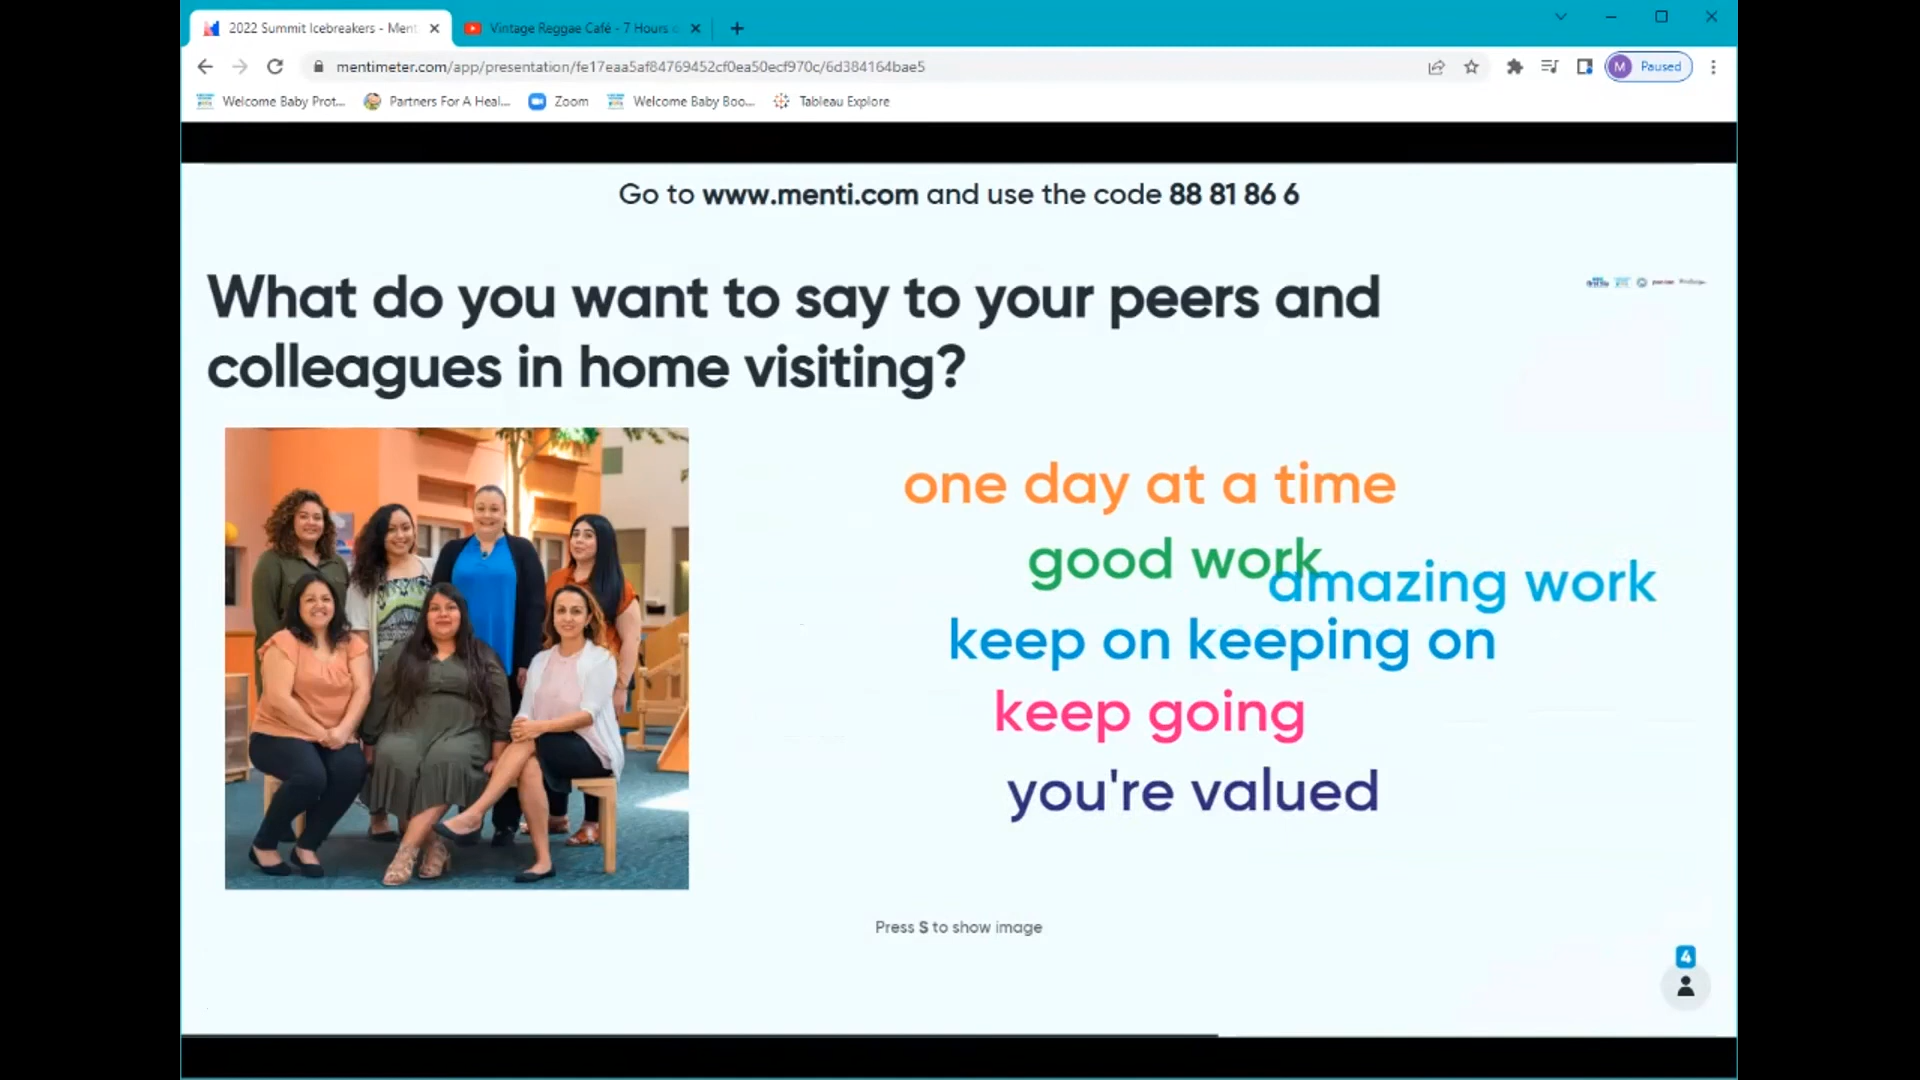 2022 Summit Icebreakers - Ment
Vintage Reggae Café - 7 Hours
mentimeter.com/app/presentation/fe17eaa5af84769452cf0ea50ecf970c/6d384164bae5
M Paused
Welcome Baby Prot...
Partners For A Heal...
Zoom
Welcome Baby Boo...
Tableau Explore
Go to www.menti.com and use the code 88 81 86 6
What do you want to say to your peers and
colleagues in home visiting?
one day at a time
good work
amazing work
keep on keeping on
keep going
you're valued
Press S to show image
4